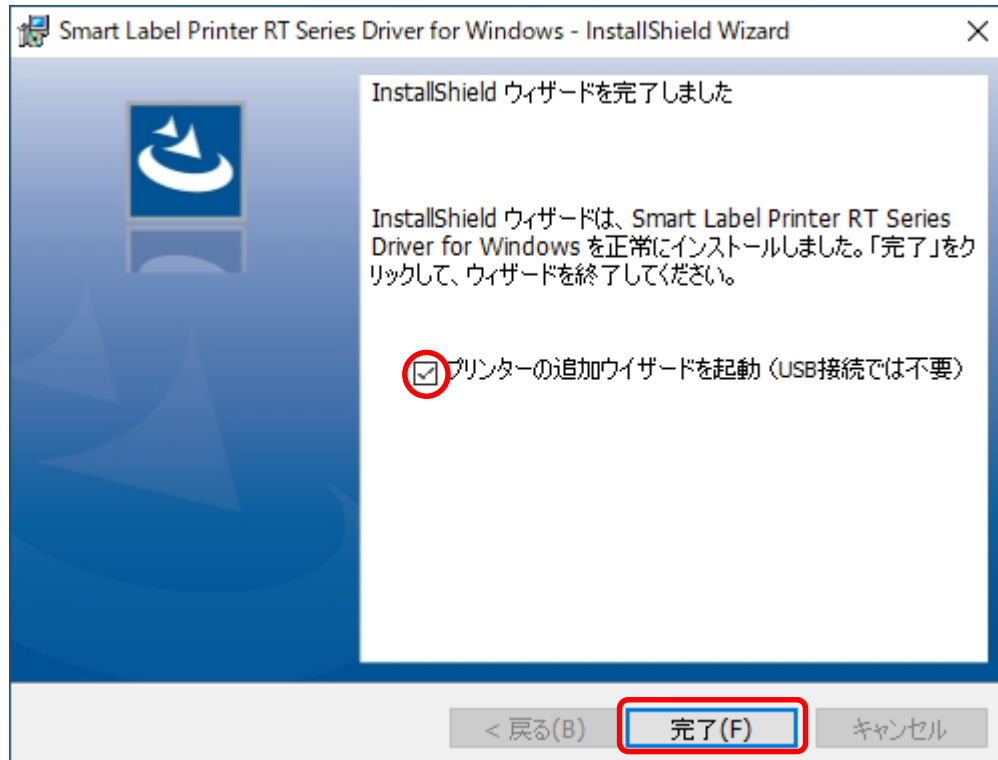 Smart Label Printer RT Series Driver for Windows - InstallShield Wizard
InstallShield ウィザードを完了しました
InstallShield ウィザードは、Smart Label Printer RT Series
Driver for Windows を正常にインストールしました。「完了」をク
リックして、ウィザードを終了してください。
プリンターの追加ウイザードを起動（USB接続では不要）
< 戻る(B)
完了(F)
キャンセル